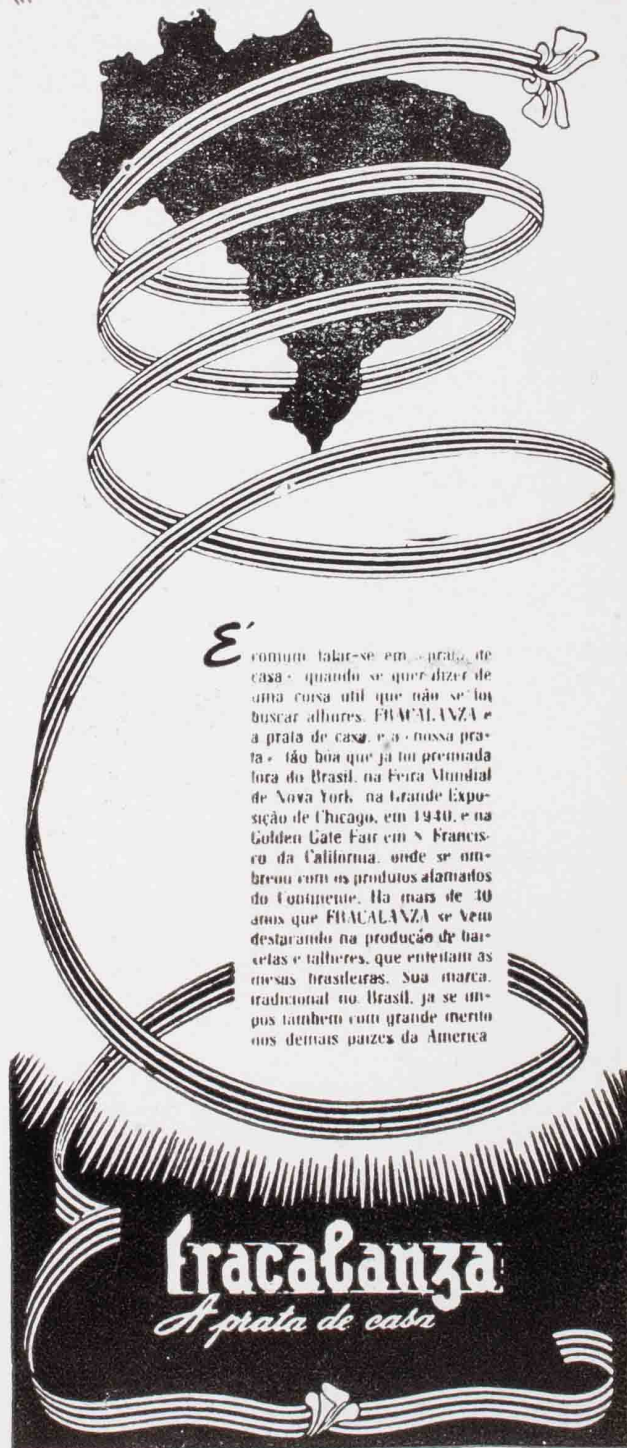 É comum falar-se em «prata de
casa» quando se quer dizer de
uma coisa util que não se foi
buscar alhures. FRACALANZA e
a prata de casa, e a «nossa pra-
ta» tão bôa que já foi premiada
fora do Brasil, na Feira Mundial
de Nova York, na Grande Expo-
sição de Chicago, em 1940, e na
Golden Gate Fair em S. Francis-
co da California, onde se om-
breou com os produtos afamados
do Continente. Ha mais de
anos que FRACALANZA se vem
destacando na produção de bai-
xelas e talheres, que enfeitam as
mesas brasileiras. Sua marca,
tradicional no Brasil, ja se im-
pos tambem com grande merito
nos demais paizes da America
fracalanza
A prata de casa